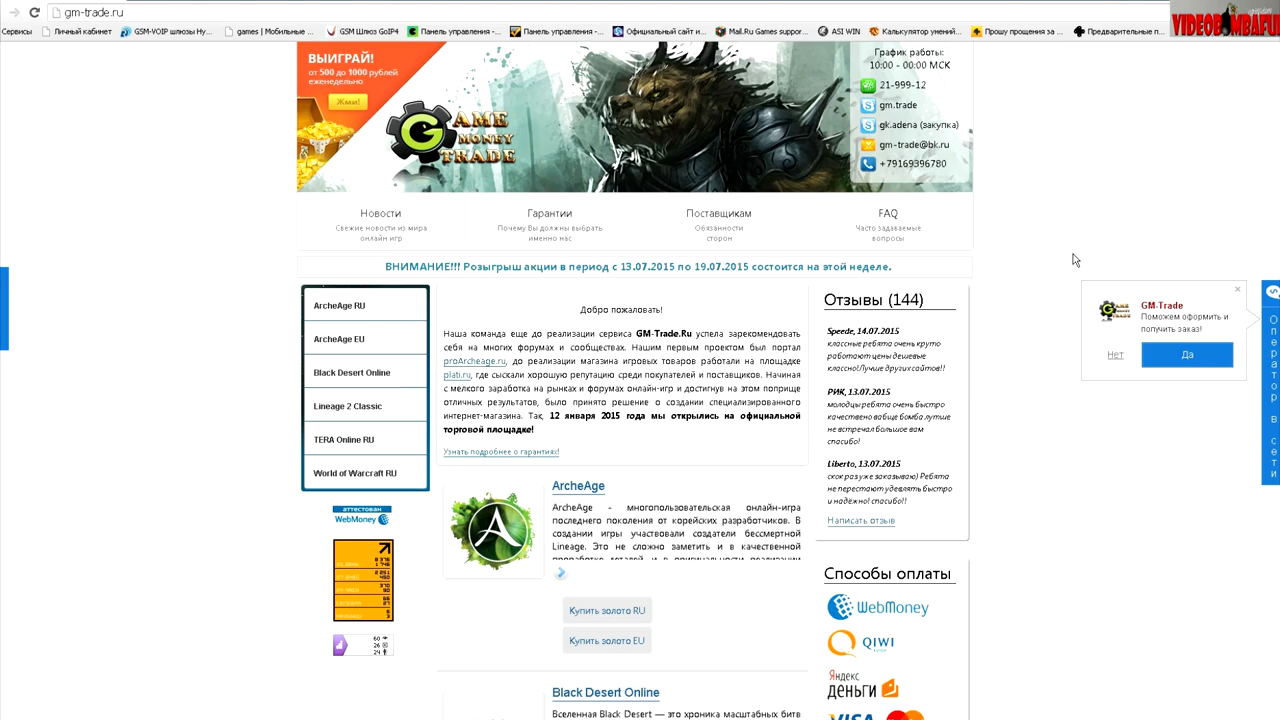 gm-trade.ru
Сервисы
Личный кабинет
GSM-VOIP шлюзы Hy...
games | Мобильные...
GSM Шлюз GoIP4
Панель управления -...
Панель управления -...
Официальный сайт и...
Mail.Ru Games suppor...
ASI WIN
Калькулятор умений...
Прошу прощения за ...
Предварительные п...
VIDEOBOMBAFUL
ВЫИГРАЙ!
от 500 до 1000 рублей
еженедельно
Жми!
GAME
MONEY
TRADE
График работы:
10:00 - 00:00 МСК
21-999-12
gm.trade
gk.adena (закупка)
gm-trade@bk.ru
+79169396780
Новости
Свежие новости из мира
онлайн игр
Гарантии
Почему Вы должны выбрать
именно нас
Поставщикам
Обязанности
сторон
FAQ
Часто задаваемые
вопросы
ВНИМАНИЕ!!! Розыгрыш акции в период с 13.07.2015 по 19.07.2015 состоится на этой неделе.
ArcheAge RU
ArcheAge EU
Black Desert Online
Lineage 2 Classic
TERA Online RU
World of Warcraft RU
аттестован
WebMoney
60
26
24
Добро пожаловать!
Наша команда еще до реализации сервиса GM-Trade.Ru успела зарекомендовать
себя на многих форумах и сообществах. Нашим первым проектом был портал
proArcheage.ru, до реализации магазина игровых товаров работали на площадке
plati.ru, где сыскали хорошую репутацию среди покупателей и поставщиков. Начиная
с мелкого заработка на рынках и форумах онлайн-игр и достигнув на этом поприще
отличных результатов, было принято решение о создании специализированного
интернет-магазина. Так, 12 января 2015 года мы открылись на официальной
торговой площадке!
Узнать подробнее о гарантиях!
ArcheAge
ArcheAge - многопользовательская онлайн-игра
последнего поколения от корейских разработчиков. В
создании игры участвовали создатели бессмертной
Lineage. Это не сложно заметить и в качественной
проработке деталей, и в оригинальности реализации
Купить золото RU
Купить золото EU
Black Desert Online
Вселенная Black Desert — это хроника масштабных битв
Отзывы (144)
Speede, 14.07.2015
классные ребята очень круто
работают цены дешевые
классно!Лучше других сайтов!!
РИК, 13.07.2015
молодцы ребята очень быстро
качествено вабще бомба лутше
не встречал большое вам
спасибо!
Liberto, 13.07.2015
скок раз уже заказываю) Ребята
не перестают удевлять быстро
и надёжно! спасибо!!
Написать отзыв
Способы оплаты
WebMoney
QIWI
Яндекс
деньги
VISA
GM-Trade
Поможем оформить и
получить заказ!
Нет
Да
Оператор в сети